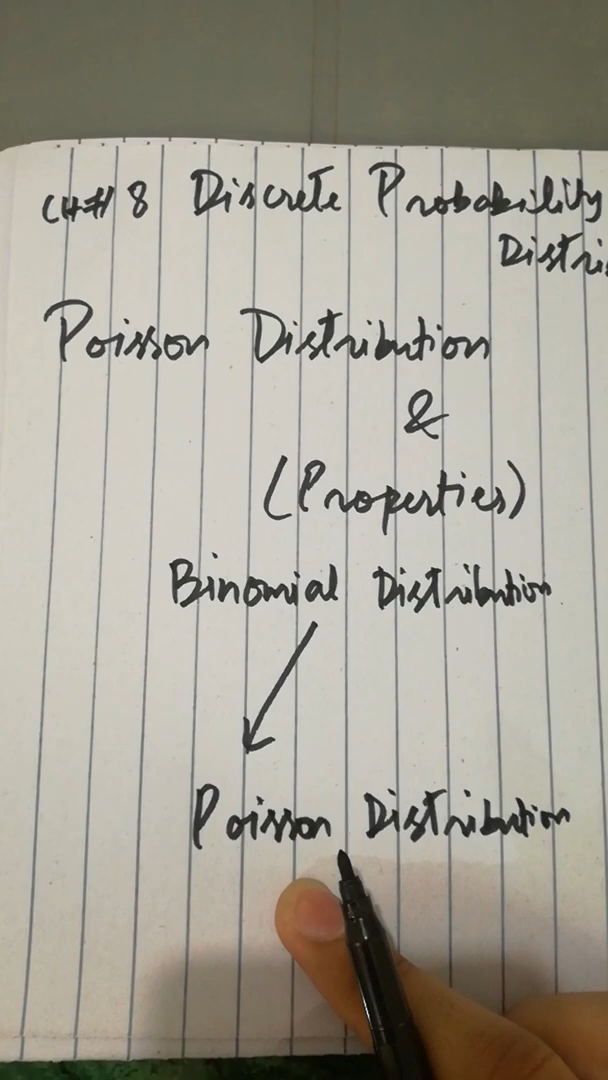 CH# 8 Discrete Probability
Distri
Poisson Distribution
&
(Properties)
Binomial Distribution
Poisson Distribution